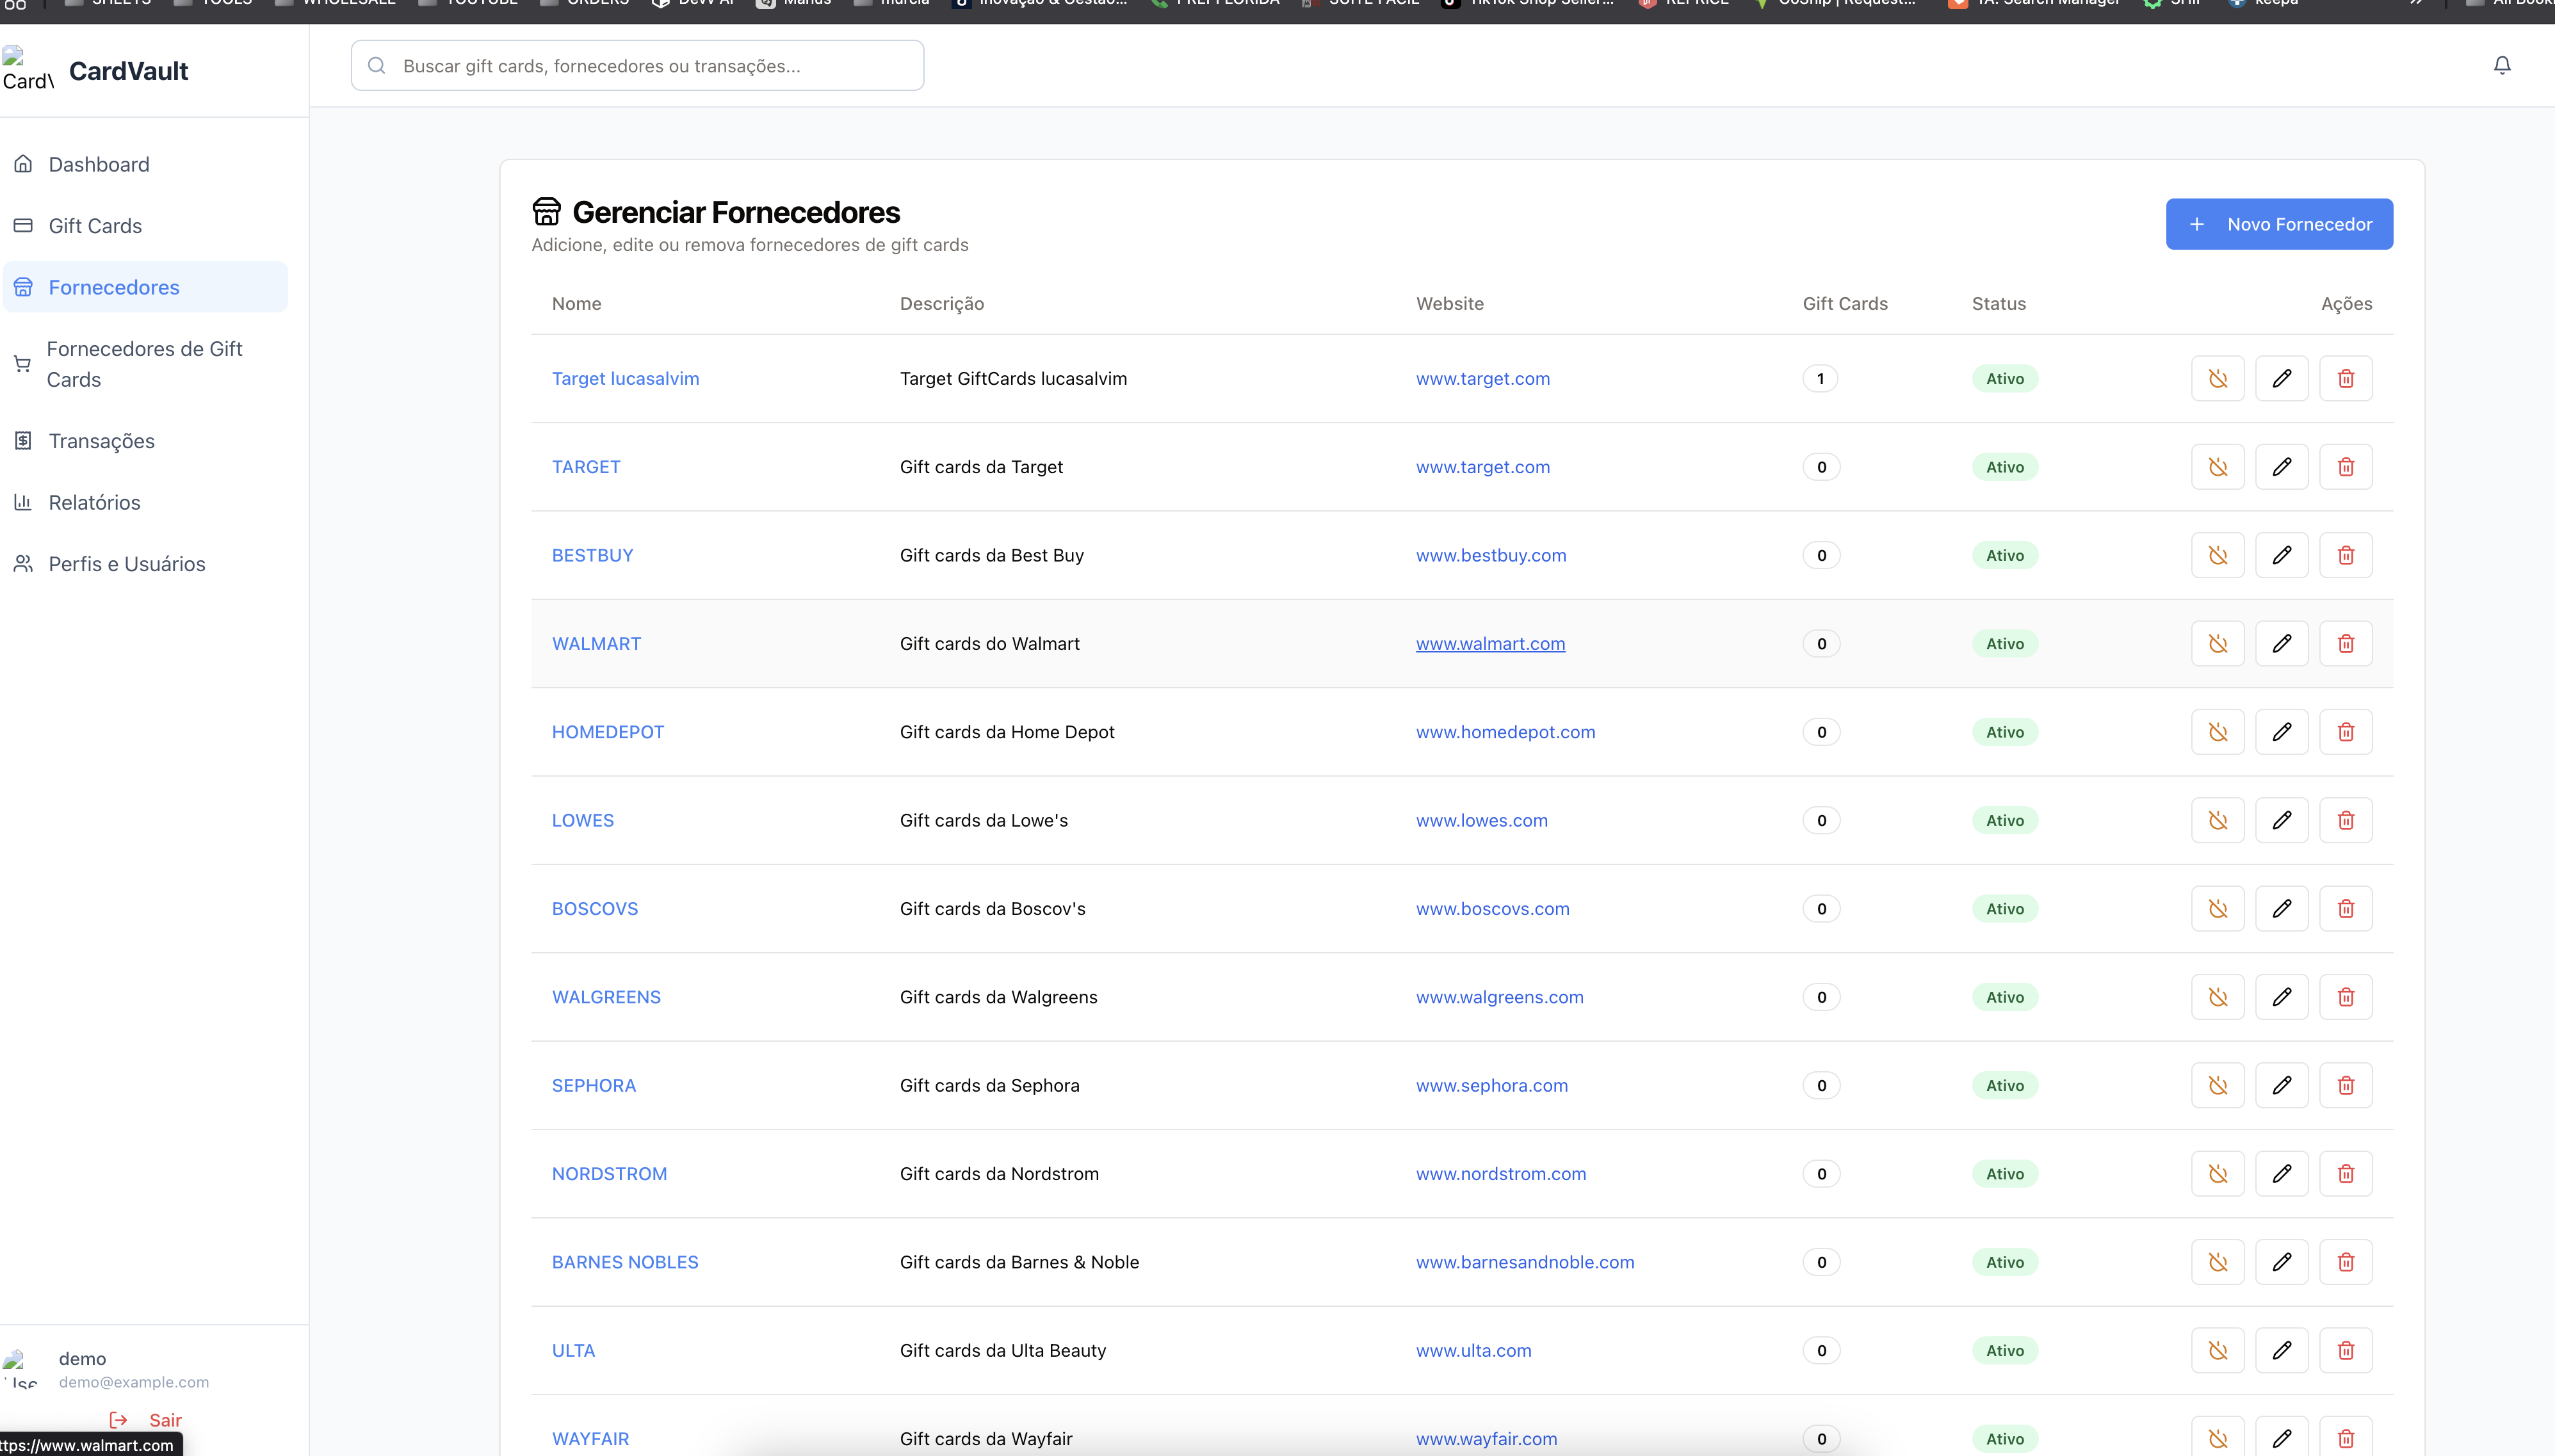 WHOLESALE
CardVault
Buscar gift cards, fornecedores ou transações...
Dashboard
Gift Cards
Fornecedores
Fornecedores de Gift
Cards
Transações
Relatórios
Perfis e Usuários
Gerenciar Fornecedores
Adicione, edite ou remova fornecedores de gift cards
Novo Fornecedor
Nome Descrição Website Gift Cards Status Ações
Target lucasalvim Target GiftCards lucasalvim www.target.com 1 Ativo
TARGET Gift cards da Target www.target.com 0 Ativo
BESTBUY Gift cards da Best Buy www.bestbuy.com 0 Ativo
WALMART Gift cards do Walmart www.walmart.com 0 Ativo
HOMEDEPOT Gift cards da Home Depot www.homedepot.com 0 Ativo
LOWES Gift cards da Lowe's www.lowes.com 0 Ativo
BOSCOVS Gift cards da Boscov's www.boscovs.com 0 Ativo
WALGREENS Gift cards da Walgreens www.walgreens.com 0 Ativo
SEPHORA Gift cards da Sephora www.sephora.com 0 Ativo
NORDSTROM Gift cards da Nordstrom www.nordstrom.com 0 Ativo
BARNES NOBLES Gift cards da Barnes & Noble www.barnesandnoble.com 0 Ativo
ULTA Gift cards da Ulta Beauty www.ulta.com 0 Ativo
WAYFAIR Gift cards da Wayfair www.wayfair.com 0 Ativo
demo
demo@example.com
Sair
ttps://www.walmart.com